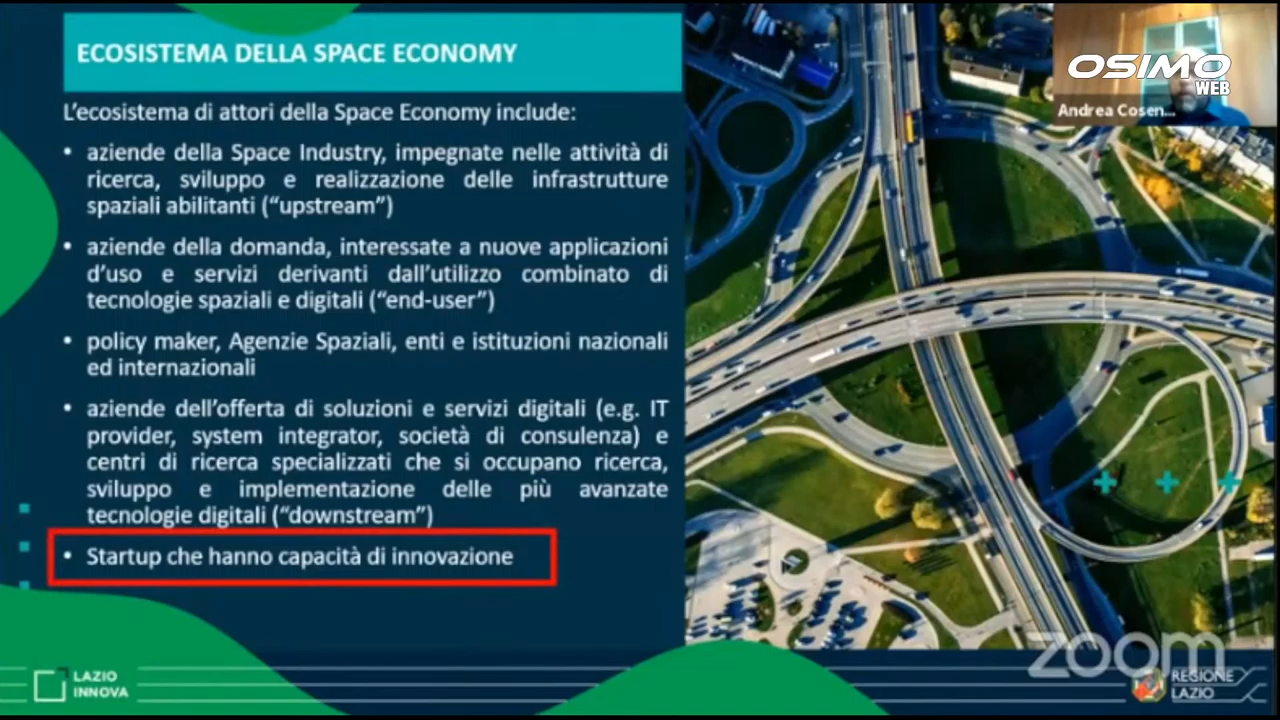 ECOSISTEMA DELLA SPACE ECONOMY
L'ecosistema di attori della Space Economy include:
• aziende della Space Industry, impegnate nelle attività di
ricerca, sviluppo e realizzazione delle infrastrutture
spaziali abilitanti (“upstream”)
• aziende della domanda, interessate a nuove applicazioni
d'uso e servizi derivanti dall'utilizzo combinato di
tecnologie spaziali e digitali (“end-user”)
• policy maker, Agenzie Spaziali, enti e istituzioni nazionali
ed internazionali
• aziende dell'offerta di soluzioni e servizi digitali (e.g. IT
provider, system integrator, società di consulenza) e
centri di ricerca specializzati che si occupano ricerca,
sviluppo e implementazione delle più avanzate
tecnologie digitali (“downstream”)
• Startup che hanno capacità di innovazione
LAZIO
INNOVA
OSIMO
WEB
Andrea Cosen...
zoom
REGIONE
LAZIO